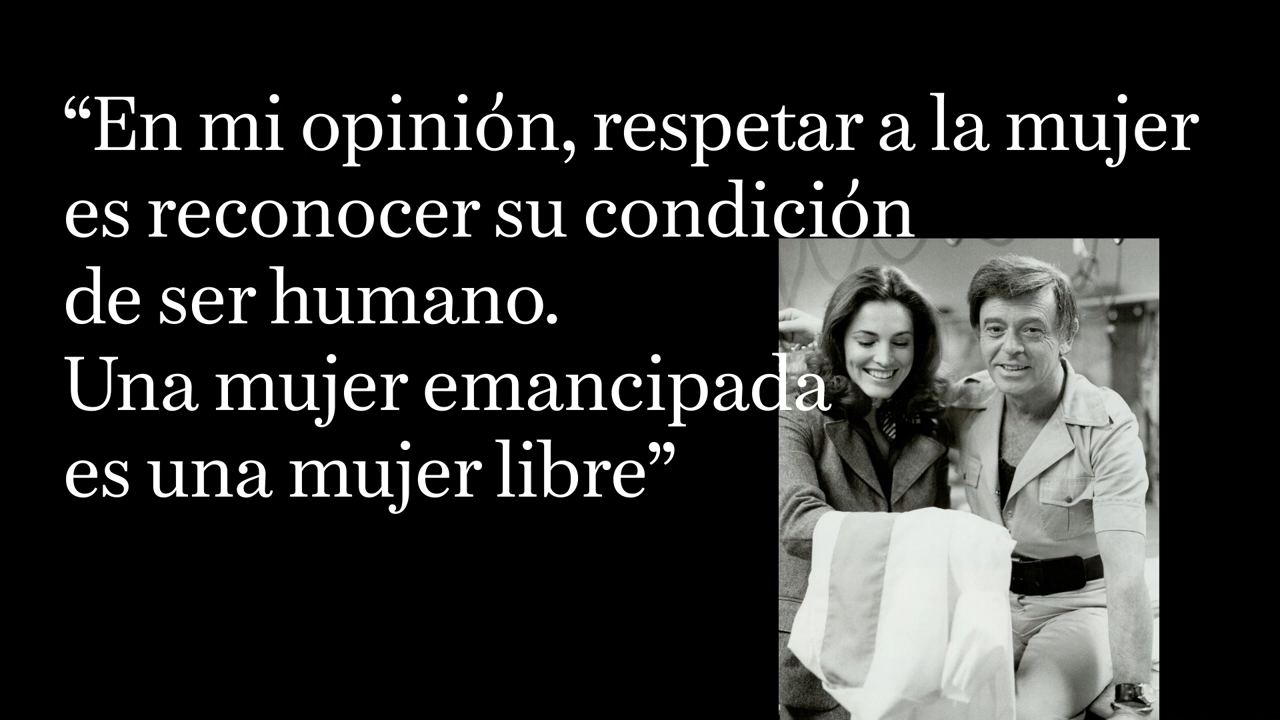 “En mi opinión, respetar a la mujer
es reconocer su condición
de ser humano.
Una mujer emancipada
es una mujer libre”